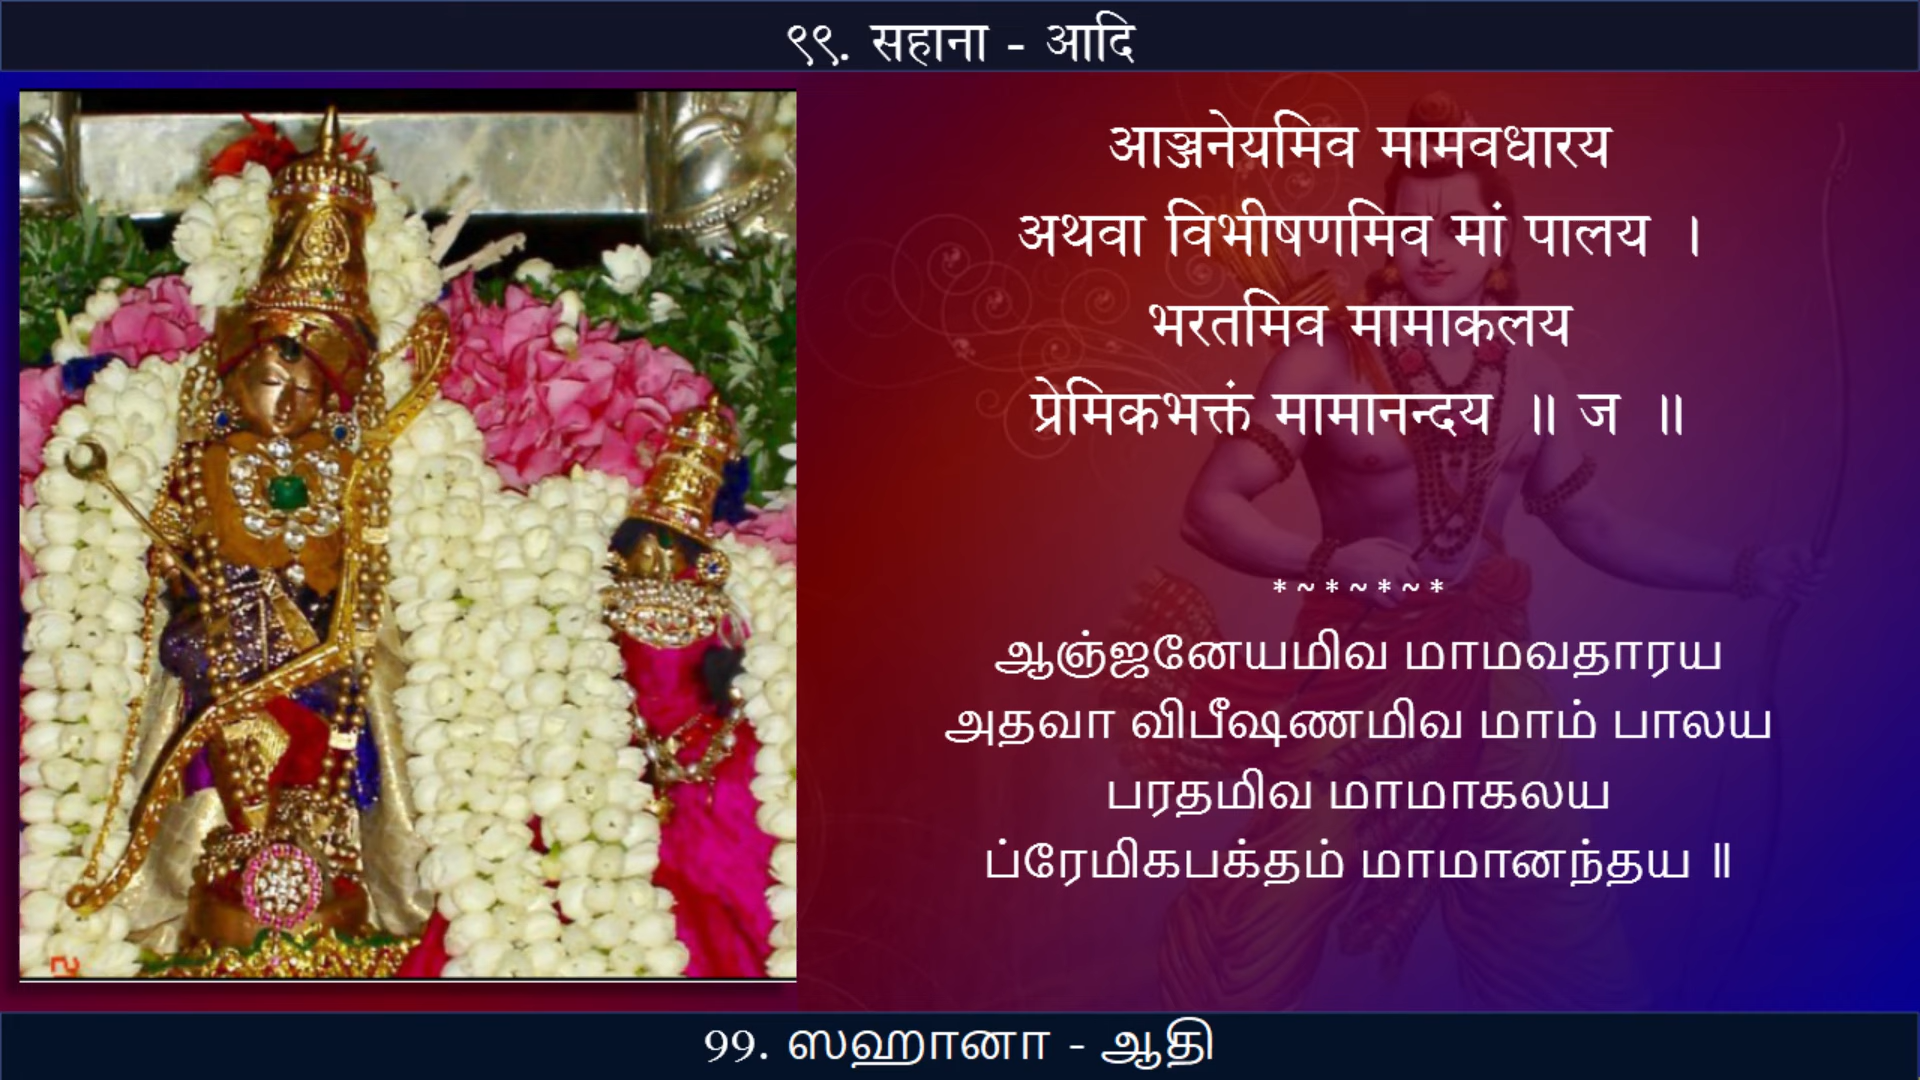 ९९. सहाना - आदि
आञ्जनेयमिव मामवधारय
अथवा विभीषणमिव मां पालय ।
भरतमिव मामाकलय
प्रेमिकभक्तं मामानन्दय ॥ ज ॥
*~*~*~*
ஆஞ்ஜனேயமிவ மாமவதாரய
அதவா விபீஷணமிவ மாம் பாலய
பரதமிவ மாமாகலய
ப்ரேமிகபக்தம் மாமானந்தய ॥
99. ஸஹானா - ஆதி